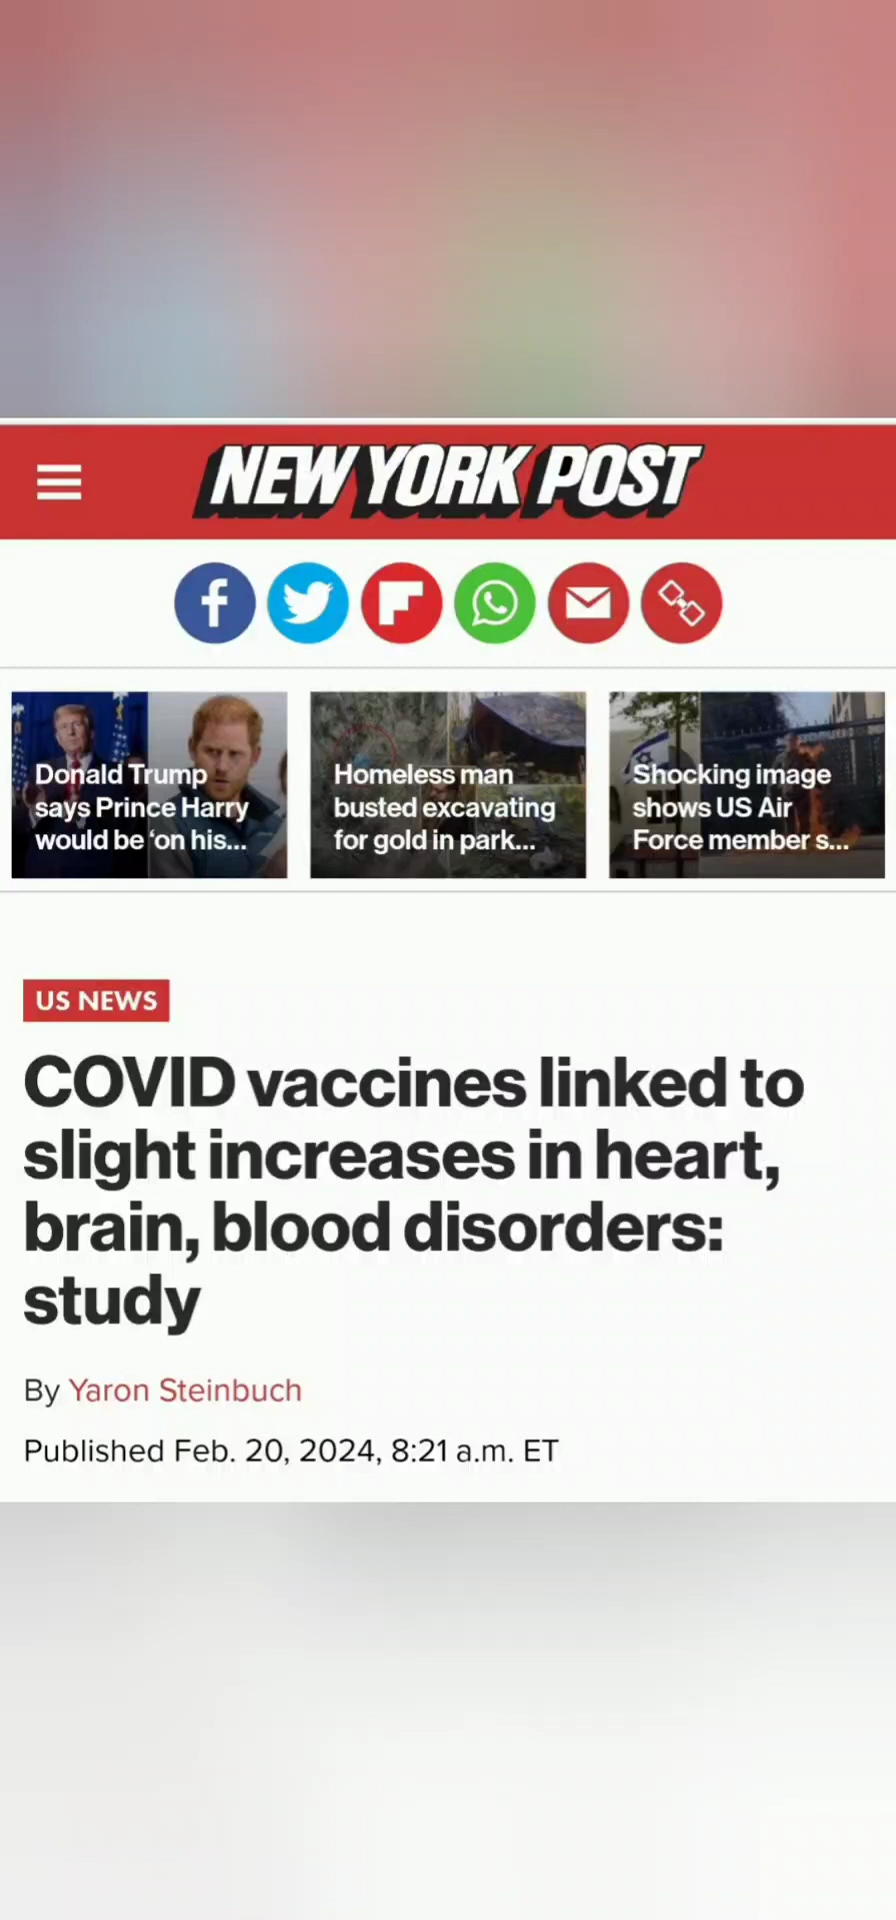 NEW YORK POST
Donald Trump
says Prince Harry
would be ‘on his...
Homeless man
busted excavating
for gold in park...
Shocking image
shows US Air
Force member s...
US NEWS
COVID vaccines linked to
slight increases in heart,
brain, blood disorders:
study
By Yaron Steinbuch
Published Feb. 20, 2024, 8:21 a.m. ET